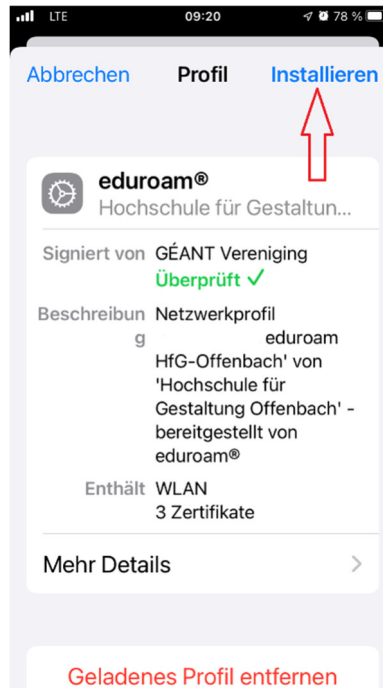 LTE 09:20 78 %
Abbrechen Profil Installieren
eduroam®
Hochschule für Gestaltun...
Signiert von GÉANT Vereniging
Überprüft ✓
Beschreibun Netzwerkprofil
g eduroam
HfG-Offenbach' von
'Hochschule für
Gestaltung Offenbach' -
bereitgestellt von
eduroam®
Enthält WLAN
3 Zertifikate
Mehr Details
Geladenes Profil entfernen